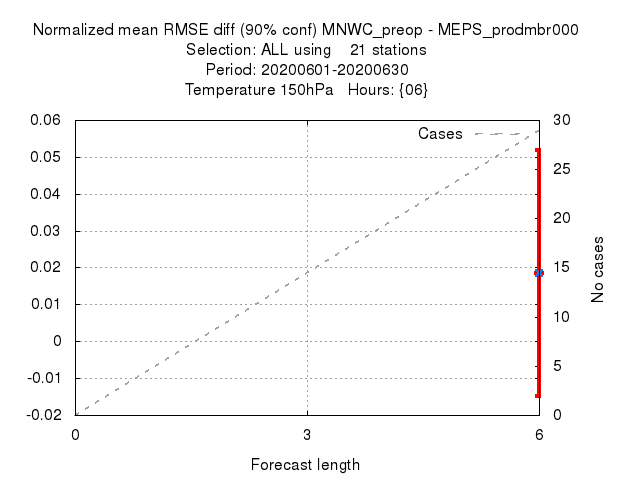 Normalized mean RMSE diff (90% conf) MNWC_preop - MEPS_prodmbr000
Selection: ALL using    21 stations
Period: 20200601-20200630
Temperature 150hPa   Hours: {06}
Cases
0.06
0.05
0.04
0.03
0.02
0.01
0
-0.01
-0.02
30
25
20
15
10
5
0
No cases
0
3
6
Forecast length